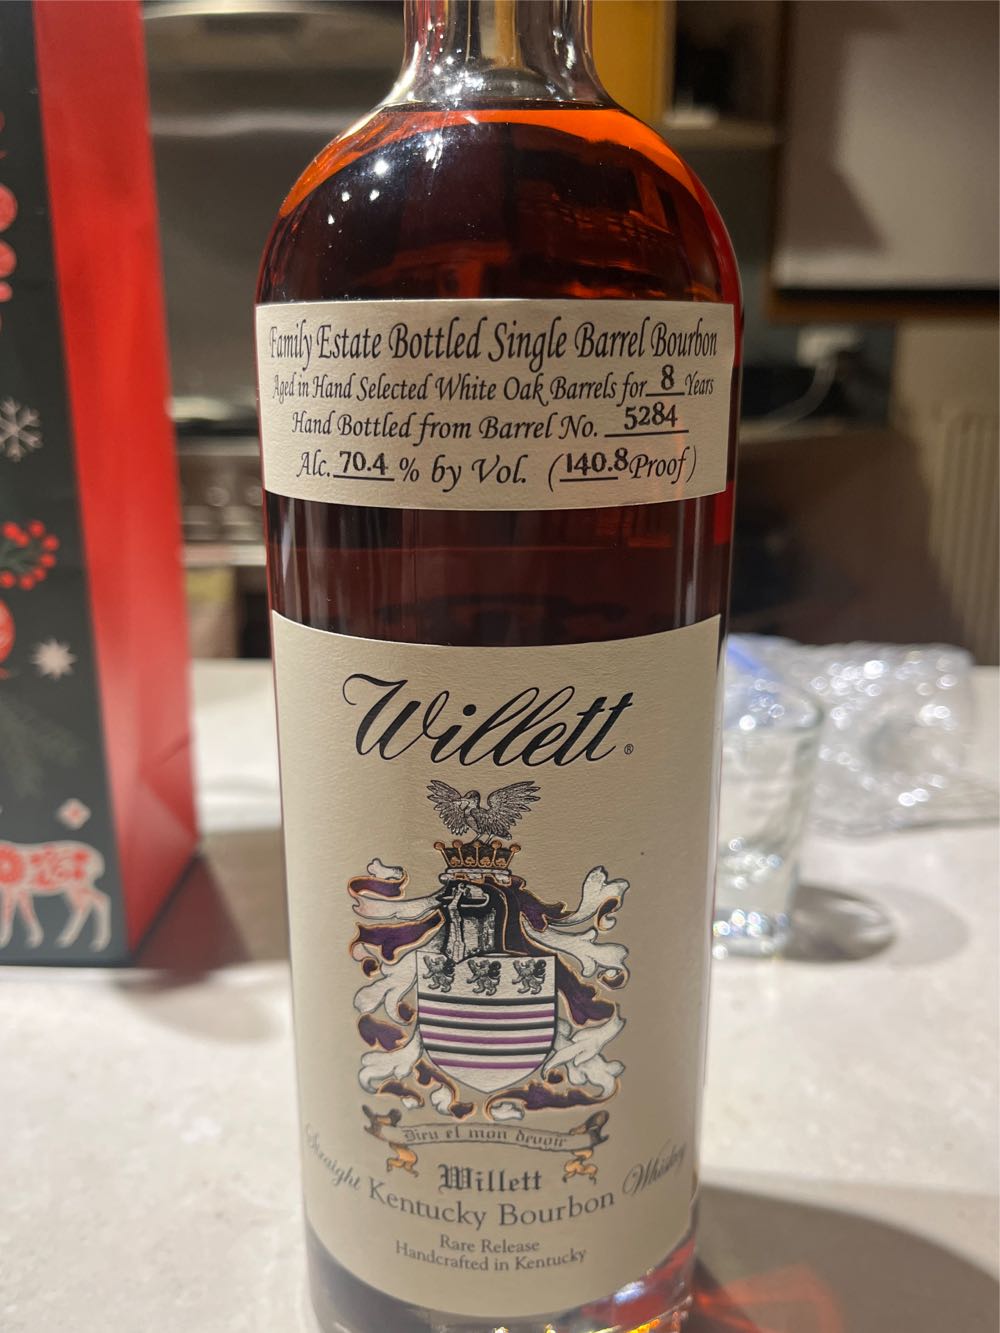 Family Estate Bottled Single Barrel Bourbon
Aged in Hand Selected White Oak Barrels for 8 Years
Hand Bottled from Barrel No. 5284
Alc. 70.4 % by Vol. (140.8 Proof)
Willett®
Dieu et mon devoir
Willett
Straight Kentucky Bourbon Whiskey
Rare Release
Handcrafted in Kentucky